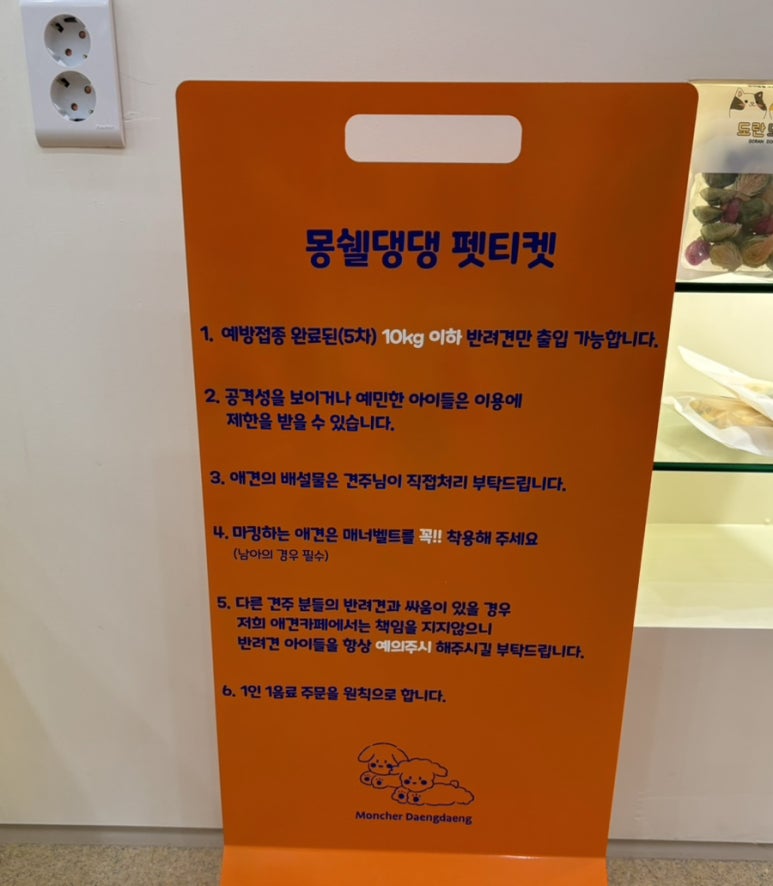 몽쉘댕댕 펫티켓
1. 예방접종 완료된(5차) 10kg 이하 반려견만 출입 가능합니다.
2. 공격성을 보이거나 예민한 아이들은 이용에
제한을 받을 수 있습니다.
3. 애견의 배설물은 견주님이 직접처리 부탁드립니다.
4. 마킹하는 애견은 매너벨트를 꼭!! 착용해 주세요
(남아의 경우 필수)
5. 다른 견주 분들의 반려견과 싸움이 있을 경우
저희 애견카페에서는 책임을 지지않으니
반려견 아이들을 항상 예의주시 해주시길 부탁드립니다.
6. 1인 1음료 주문을 원칙으로 합니다.
Moncher Daengdaeng
도란